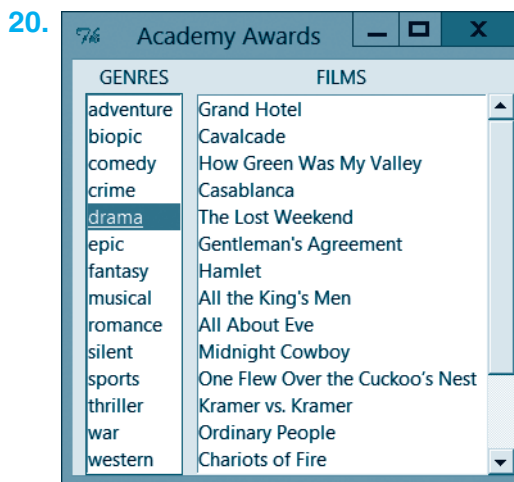 20.
Academy Awards
GENRES FILMS
adventure Grand Hotel
biopic Cavalcade
comedy How Green Was My Valley
crime Casablanca
drama The Lost Weekend
epic Gentleman's Agreement
fantasy Hamlet
musical All the King's Men
romance All About Eve
silent Midnight Cowboy
sports One Flew Over the Cuckoo's Nest
thriller Kramer vs. Kramer
war Ordinary People
western Chariots of Fire